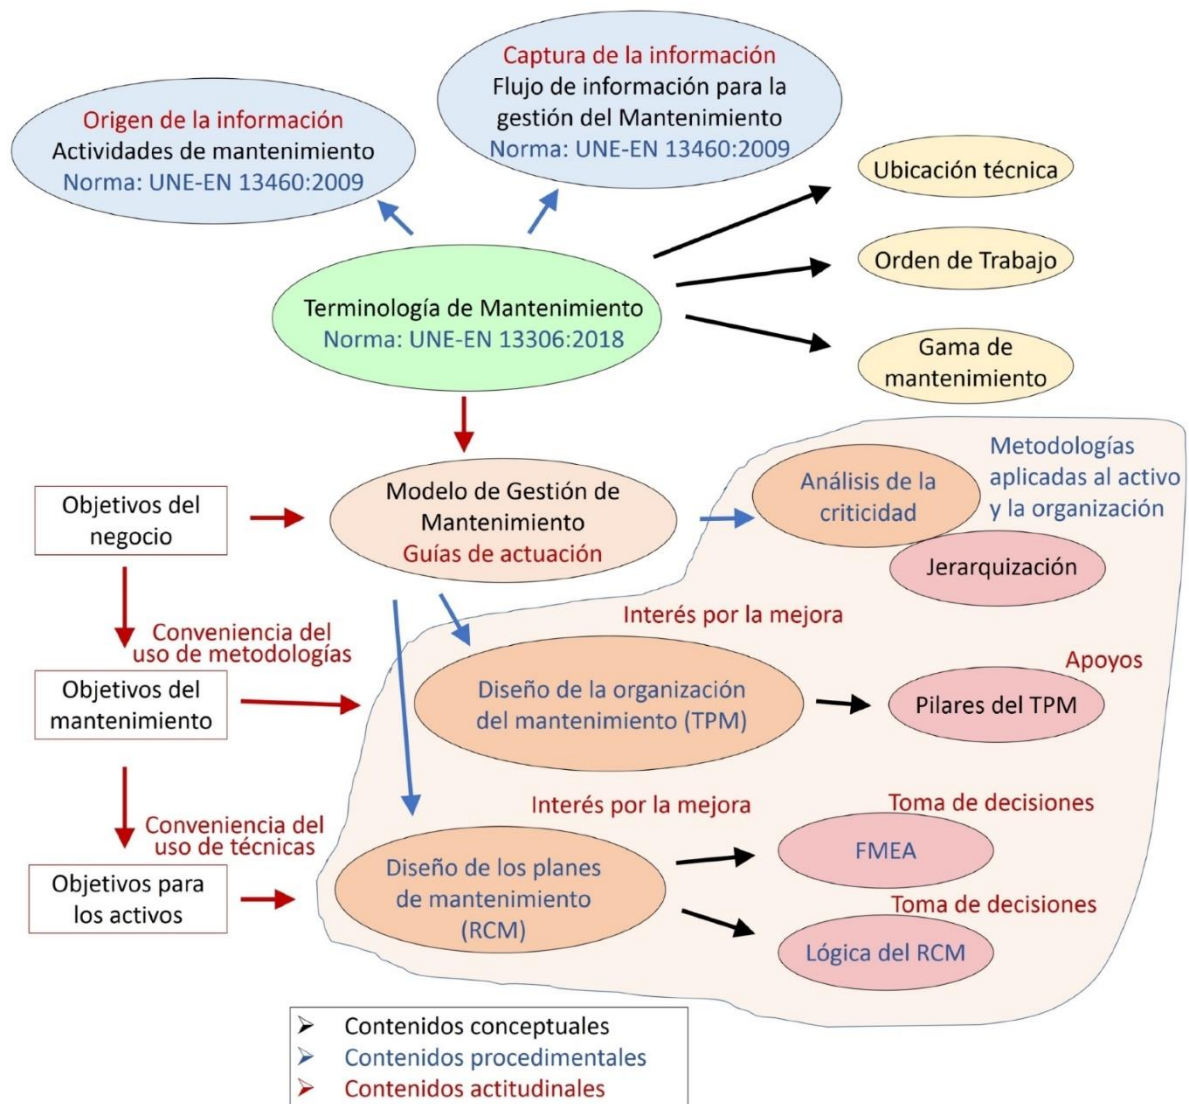 Captura de la información
Flujo de información para la
gestión del Mantenimiento
Norma: UNE-EN 13460:2009
Origen de la información
Actividades de mantenimiento
Norma: UNE-EN 13460:2009
Ubicación técnica
Orden de Trabajo
Gama de
mantenimiento
Terminología de Mantenimiento
Norma: UNE-EN 13306:2018
Modelo de Gestión de
Mantenimiento
Guías de actuación
Análisis de la
criticidad
Metodologías
aplicadas al activo
y la organización
Jerarquización
Objetivos del
negocio
Conveniencia del
uso de metodologías
Interés por la mejora
Objetivos del
mantenimiento
Diseño de la organización
del mantenimiento (TPM)
Apoyos
Pilares del TPM
Conveniencia del
uso de técnicas
Interés por la mejora
Toma de decisiones
FMEA
Objetivos para
los activos
Diseño de los planes
de mantenimiento
(RCM)
Toma de decisiones
Lógica del RCM
Contenidos conceptuales
Contenidos procedimentales
Contenidos actitudinales